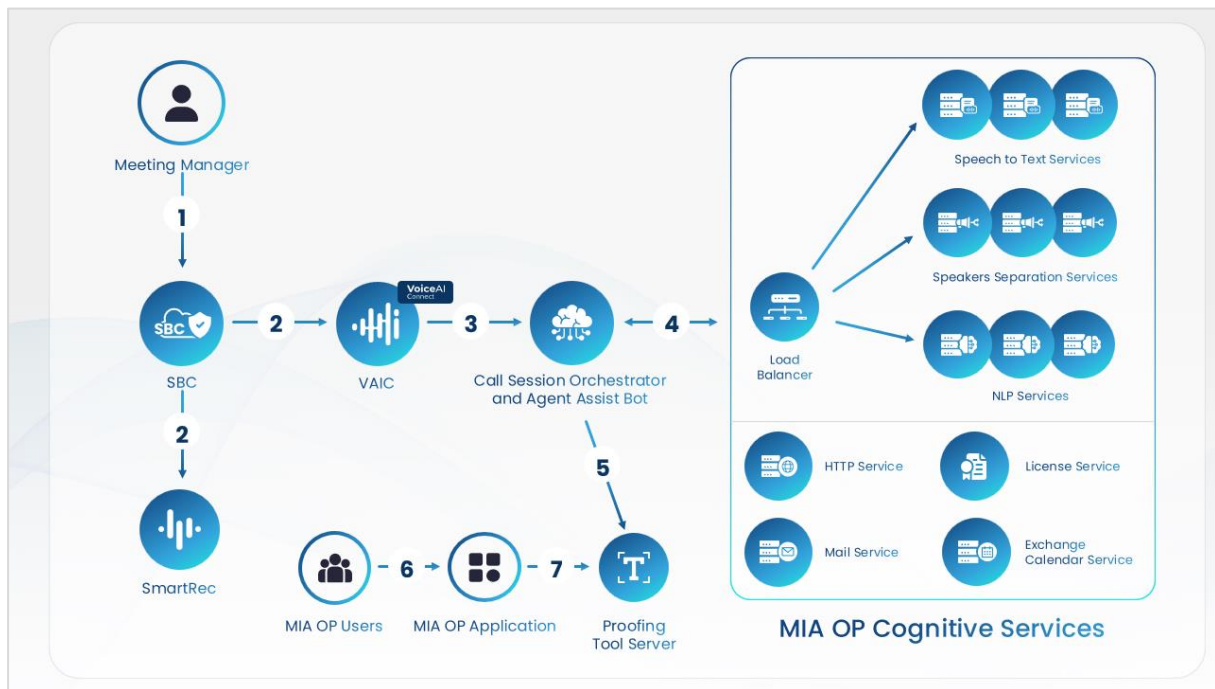 Meeting Manager
1
SBC
SBC
2
VoiceAI
Connect
VAIC
3
Call Session Orchestrator
and Agent Assist Bot
4
2
SmartRec
5
MIA OP Users
6
MIA OP Application
7
T
Proofing
Tool Server
Load
Balancer
Speech to Text Services
Speakers Separation Services
NLP Services
HTTP Service
License Service
Mail Service
Exchange
Calendar Service
MIA OP Cognitive Services